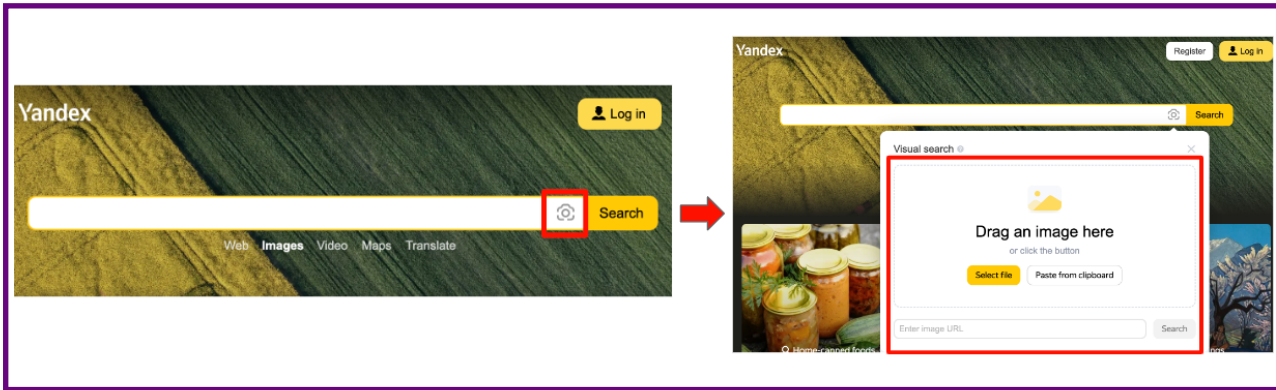 Yandex
Log in
Search
Web Images Video Maps Translate
Yandex
Register
Log in
Search
Visual search
Drag an image here
or click the button
Select file
Paste from clipboard
Enter image URL
Search
Home-canned foods